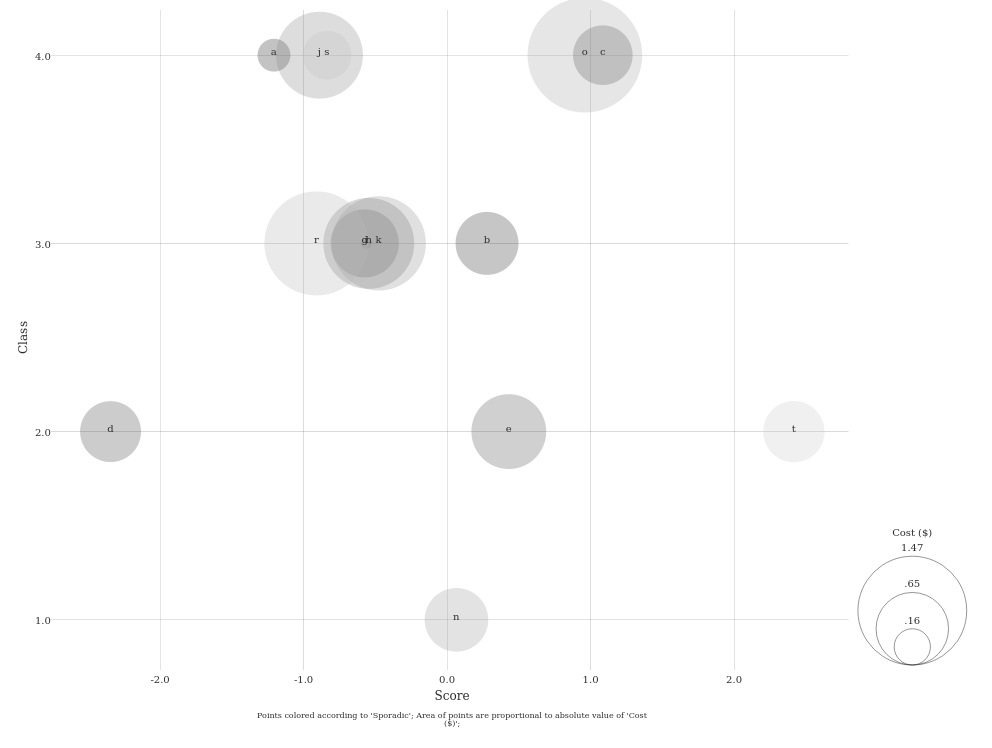 4.0
a
j s
o c
3.0
r
g
h k
b
Class
2.0
d
e
t
Cost ($)
1.47
.65
.16
1.0
n
-2.0 -1.0 0.0 1.0 2.0
Score
Points colored according to 'Sporadic'; Area of points are proportional to absolute value of 'Cost
($)';